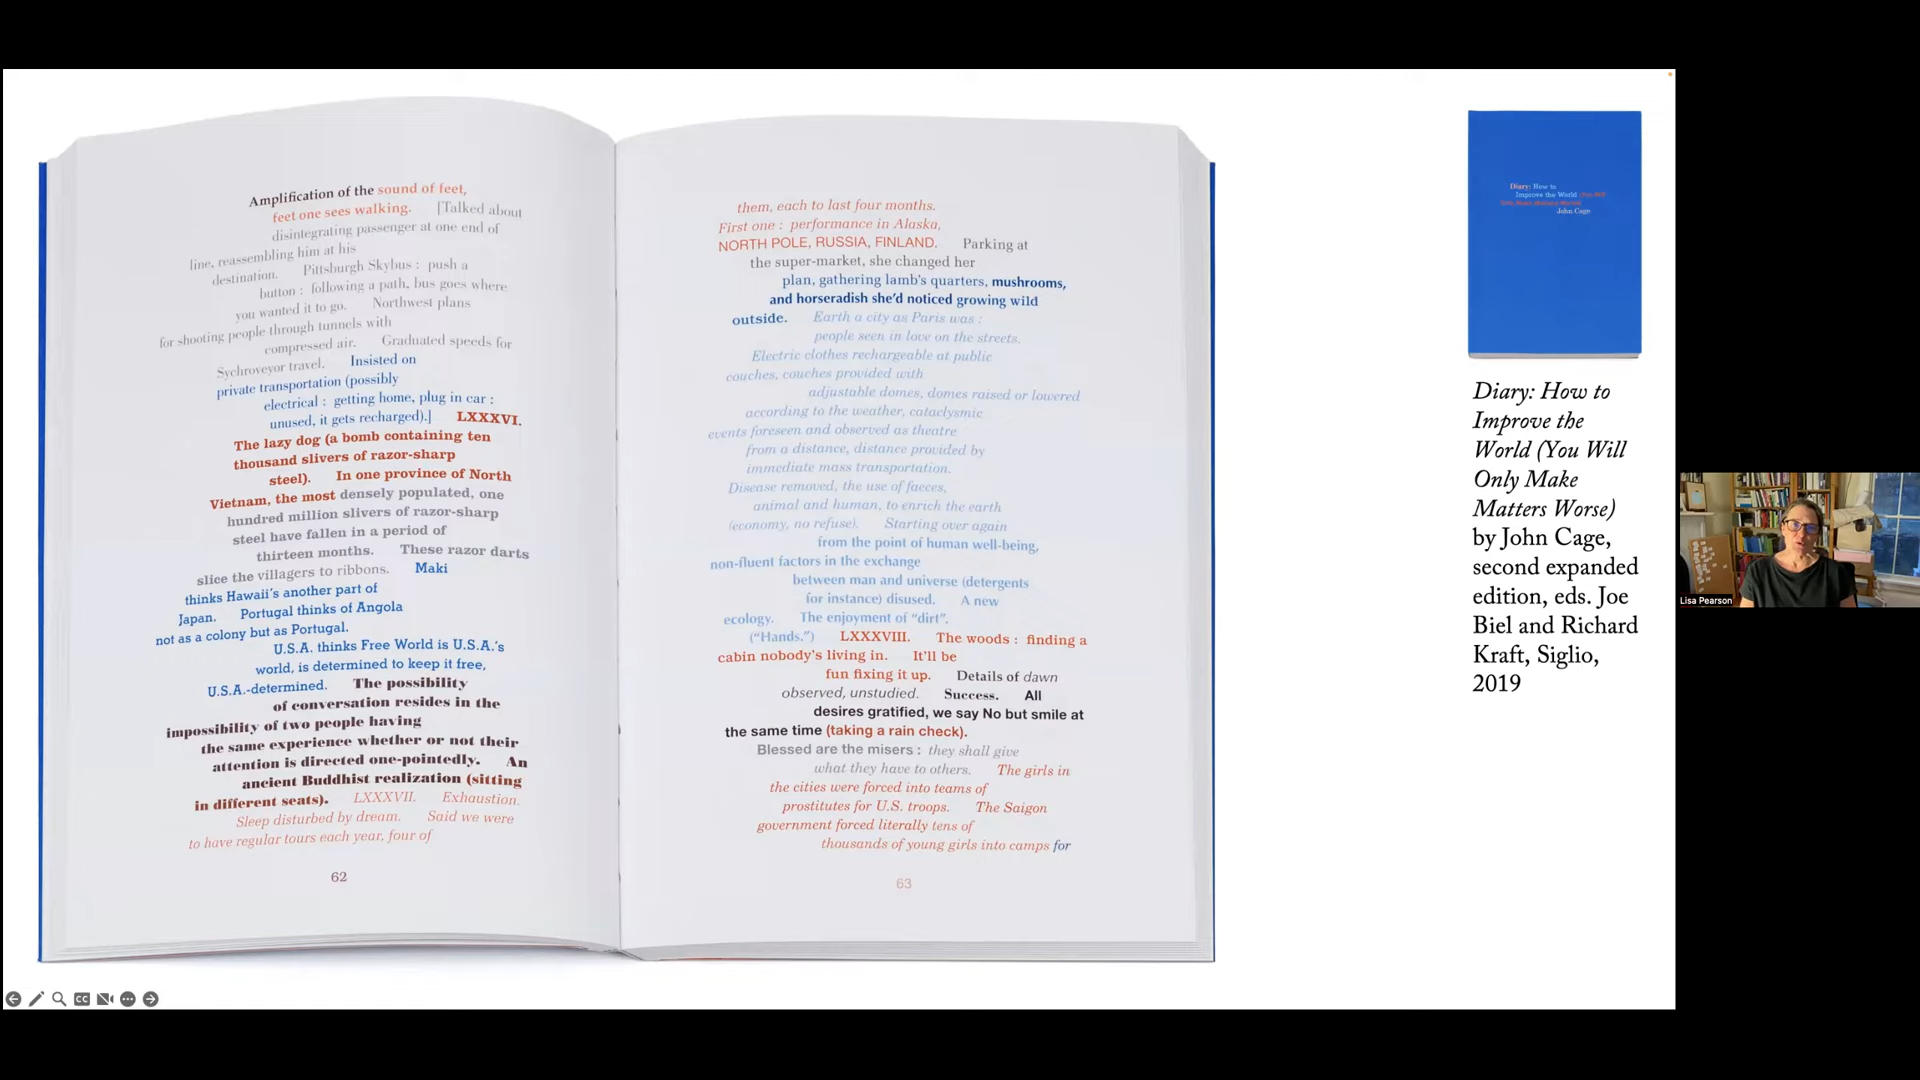 Amplification of the sound of feet,
feet one sees walking. [Talked about
disintegrating passenger at one end of
line, reassembling him at his
destination. Pittsburgh Skybus : push a
button : following a path, bus goes where
you wanted it to go. Northwest plans
for shooting people through tunnels with
compressed air. Graduated speeds for
Sychroveyor travel. Insisted on
private transportation (possibly
electrical : getting home, plug in car :
unused, it gets recharged).] LXXXVI.
The lazy dog (a bomb containing ten
thousand slivers of razor-sharp
steel). In one province of North
Vietnam, the most densely populated, one
hundred million slivers of razor-sharp
steel have fallen in a period of
thirteen months. These razor darts
slice the villagers to ribbons. Maki
thinks Hawaii's another part of
Japan. Portugal thinks of Angola
not as a colony but as Portugal.
U.S.A. thinks Free World is U.S.A.'s
world, is determined to keep it free,
U.S.A.-determined. The possibility
of conversation resides in the
impossibility of two people having
the same experience whether or not their
attention is directed one-pointedly. An
ancient Buddhist realization (sitting
in different seats). LXXXVII. Exhaustion.
Sleep disturbed by dream. Said we were
to have regular tours each year, four of
62
them, each to last four months.
First one : performance in Alaska,
NORTH POLE, RUSSIA, FINLAND. Parking at
the super-market, she changed her
plan, gathering lamb's quarters, mushrooms,
and horseradish she'd noticed growing wild
outside. Earth a city as Paris was :
people seen in love on the streets.
Electric clothes rechargeable at public
couches, couches provided with
adjustable domes, domes raised or lowered
according to the weather, cataclysmic
events foreseen and observed as theatre
from a distance, distance provided by
immediate mass transportation.
Disease removed, the use of faeces,
animal and human, to enrich the earth
(economy, no refuse). Starting over again
from the point of human well-being,
non-fluent factors in the exchange
between man and universe (detergents
for instance) disused. A new
ecology. The enjoyment of "dirt".
("Hands.") LXXXVIII. The woods : finding a
cabin nobody's living in. It'll be
fun fixing it up. Details of dawn
observed, unstudied. Success. All
desires gratified, we say No but smile at
the same time (taking a rain check).
Blessed are the misers : they shall give
what they have to others. The girls in
the cities were forced into teams of
prostitutes for U.S. troops. The Saigon
government forced literally tens of
thousands of young girls into camps for
63
Diary: How to
Improve the World (You Will
Only Make Matters Worse)
John Cage
Diary: How to
Improve the
World (You Will
Only Make
Matters Worse)
by John Cage,
second expanded
edition, eds. Joe
Biel and Richard
Kraft, Siglio,
2019
CC
Lisa Pearson